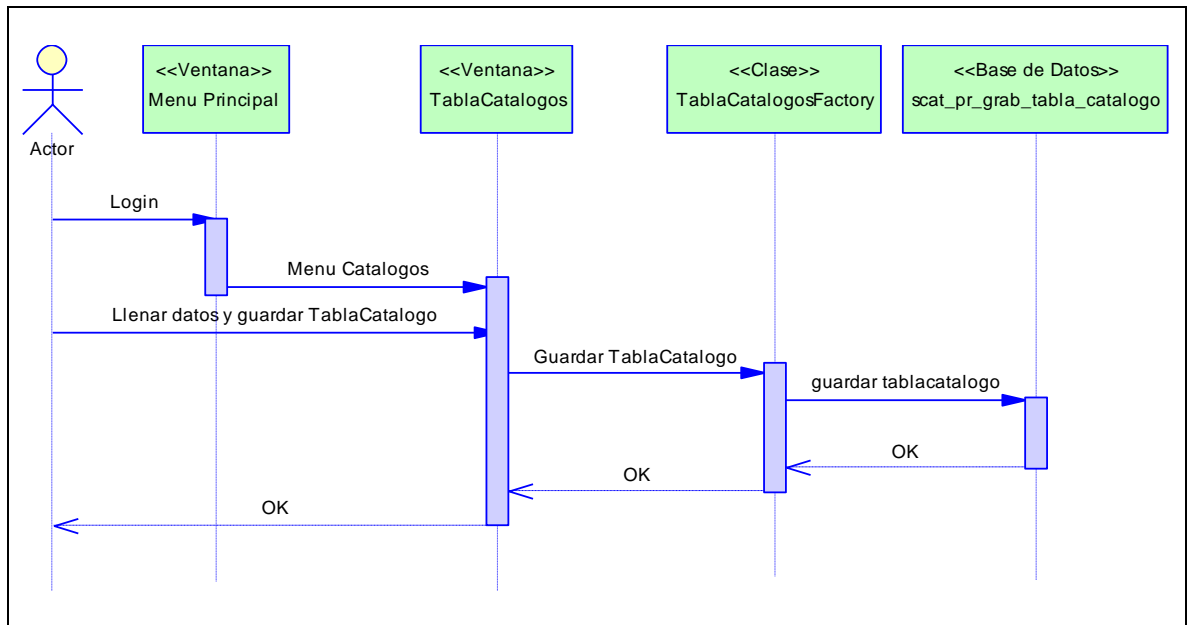 <<Ventana>>
Menu Principal
<<Ventana>>
TablaCatalogos
<<Clase>>
TablaCatalogosFactory
<<Base de Datos>>
scat_pr_grab_tabla_catalogo
Actor
Login
Menu Catalogos
Llenar datos y guardar TablaCatalogo
Guardar TablaCatalogo
guardar tablacatalogo
OK
OK
OK